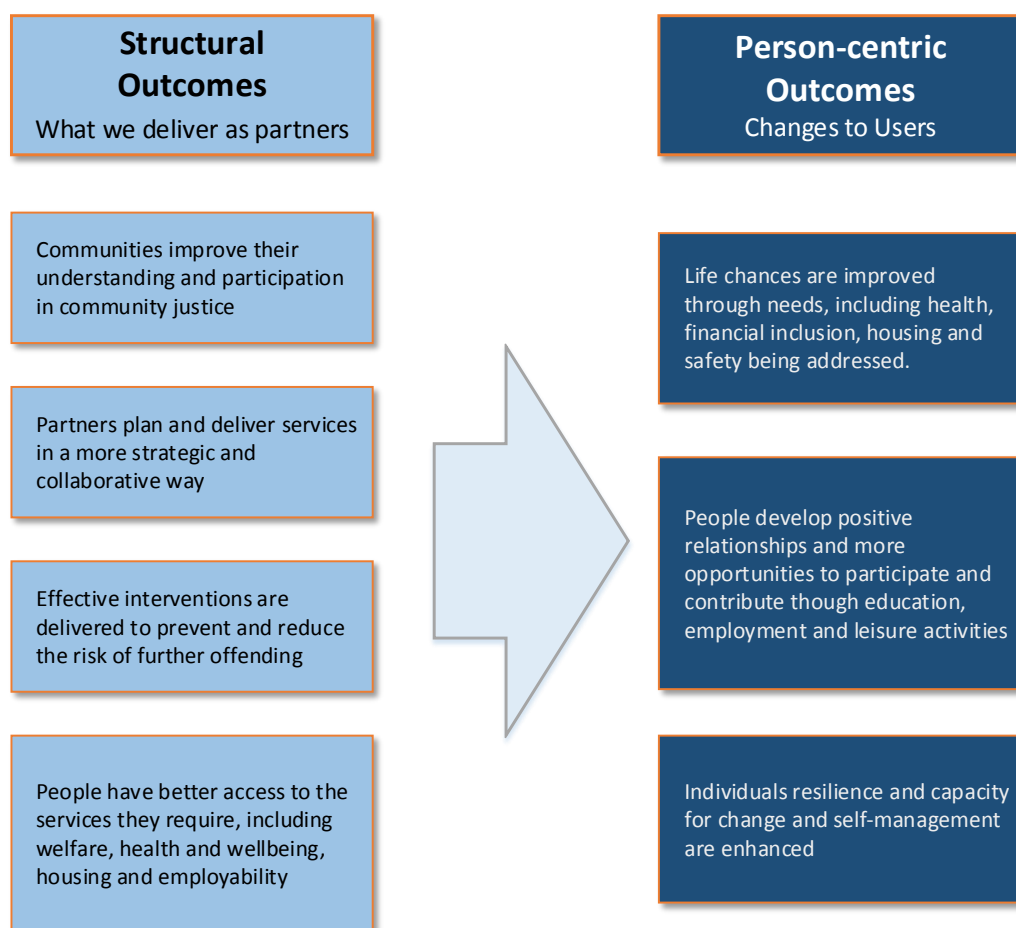 Structural
Outcomes
What we deliver as partners
Communities improve their
understanding and participation
in community justice
Partners plan and deliver services
in a more strategic and
collaborative way
Effective interventions are
delivered to prevent and reduce
the risk of further offending
People have better access to the
services they require, including
welfare, health and wellbeing,
housing and employability
Person-centric
Outcomes
Changes to Users
Life chances are improved
through needs, including health,
financial inclusion, housing and
safety being addressed.
People develop positive
relationships and more
opportunities to participate and
contribute though education,
employment and leisure activities
Individuals resilience and capacity
for change and self-management
are enhanced